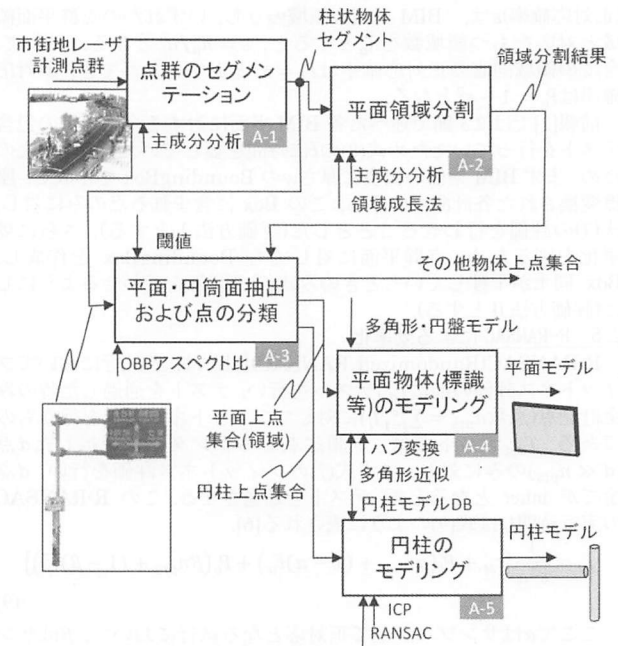 市街地レーザ
計測点群
柱状物体
セグメント
点群のセグメン
テーション
A-1
主成分分析
領域分割結果
平面領域分割
A-2
主成分分析
領域成長法
閾値
平面・円筒面抽出
および点の分類
A-3
OBBアスペクト比
その他物体上点集合
多角形・円盤モデル
平面物体(標識
等)のモデリング
A-4
平面モデル
平面上点
集合(領域)
円柱上点集合
ハフ変換
多角形近似
円柱モデルDB
円柱の
モデリング
A-5
円柱モデル
ICP
RANSAC